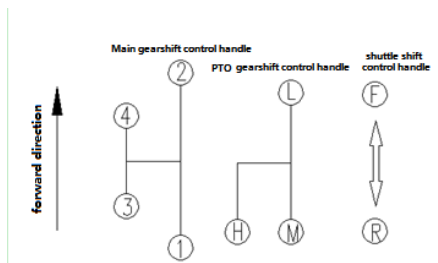 Main gearshift control handle
PTO gearshift control handle
shuttle shift
control handle
forward direction
2
4
3
1
L
H
M
F
R